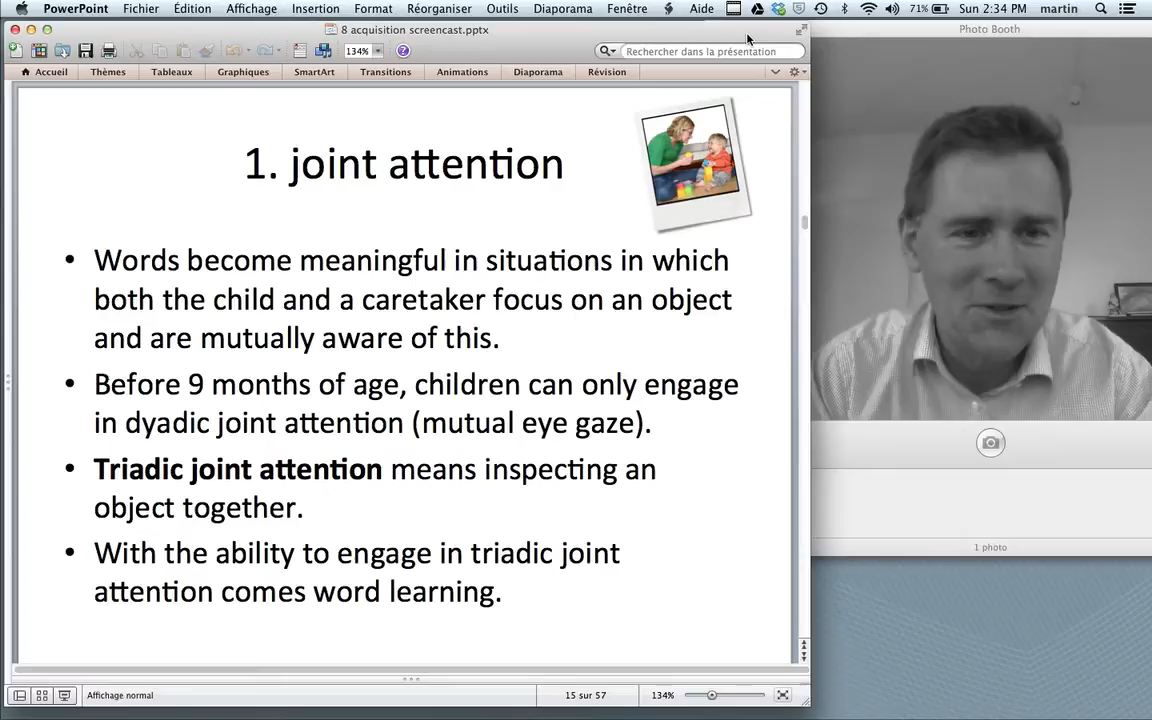 PowerPoint Fichier Édition Affichage Insertion Format Réorganiser Outils Diaporama Fenêtre Aide 71% Sun 2:34 PM martin
8 acquisition screencast.pptx
Photo Booth
134%
Rechercher dans la présentation
Accueil Thèmes Tableaux Graphiques SmartArt Transitions Animations Diaporama Révision
1. joint attention
• Words become meaningful in situations in which
both the child and a caretaker focus on an object
and are mutually aware of this.
• Before 9 months of age, children can only engage
in dyadic joint attention (mutual eye gaze).
• Triadic joint attention means inspecting an
object together.
• With the ability to engage in triadic joint
attention comes word learning.
1 photo
Affichage normal 15 sur 57 134%